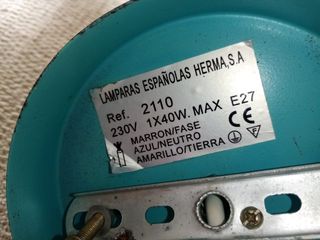 LAMPARAS ESPAÑOLAS HERMA,S.A
Ref. 2110
230V 1X40W. MAX E27
MARRON/FASE
AZUL/NEUTRO
AMARILLO/TIERRA